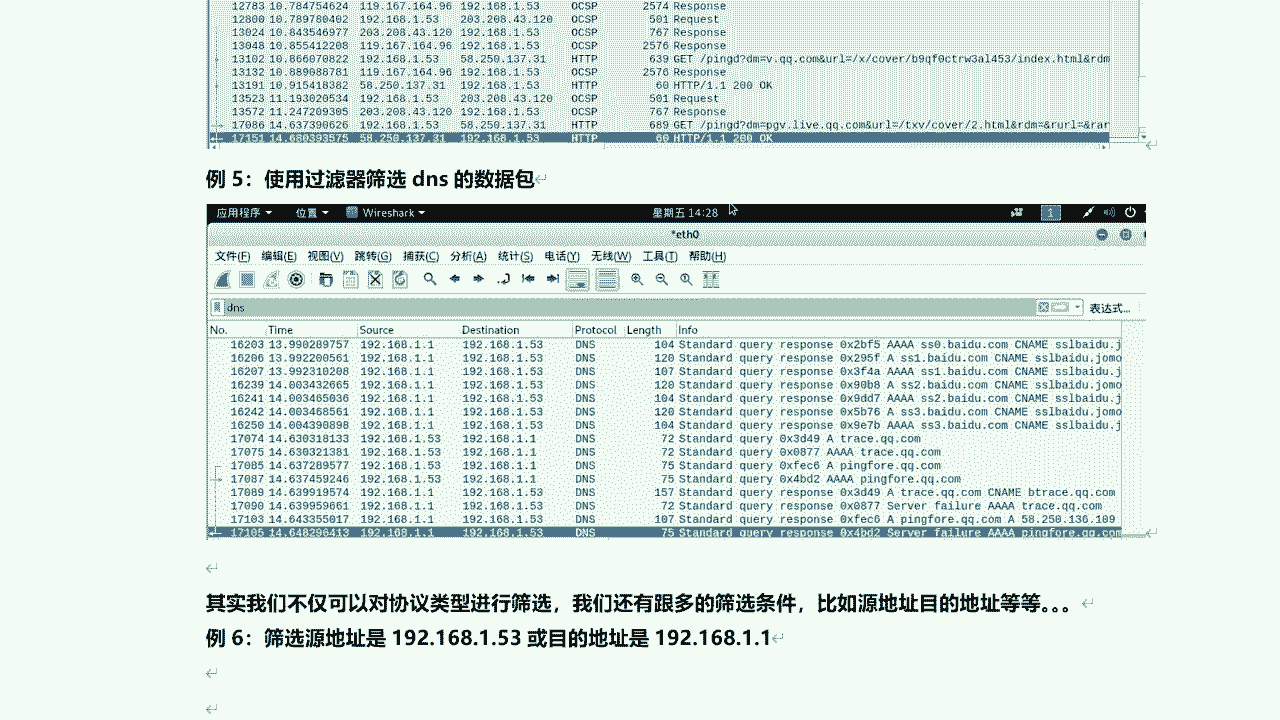 12783 10.784754624 119.167.164.96 192.168.1.53 OCSP 2574 Response
12800 10.789780402 192.168.1.53 203.208.43.120 OCSP 501 Request
13024 10.843546977 203.208.43.120 192.168.1.53 OCSP 767 Response
13048 10.855412208 119.167.164.96 192.168.1.53 OCSP 2576 Response
13102 10.866070822 192.168.1.53 58.250.137.31 HTTP 639 GET /pingd?dm=v.qq.com&url=/x/cover/b9qf0ctrw3al453/index.html&rdm
13132 10.889088781 119.167.164.96 192.168.1.53 OCSP 2576 Response
13191 10.915418382 58.250.137.31 192.168.1.53 HTTP 60 HTTP/1.1 200 OK
13523 11.193020534 192.168.1.53 203.208.43.120 OCSP 501 Request
13572 11.247209305 203.208.43.120 192.168.1.53 OCSP 767 Response
17086 14.637390626 192.168.1.53 58.250.137.31 HTTP 689 GET /pingd?dm=pgv.live.qq.com&url=/txv/cover/2.html&rdm=&rurl=&rar
17151 14.680393575 58.250.137.31 192.168.1.53 HTTP 60 HTTP/1.1 200 OK
例 5：使用过滤器筛选 dns 的数据包
应用程序 位置 Wireshark 星期五 14:28 1
*eth0
文件(F) 编辑(E) 视图(V) 跳转(G) 捕获(C) 分析(A) 统计(S) 电话(Y) 无线(W) 工具(T) 帮助(H)
dns 表达式...
No. Time Source Destination Protocol Length Info
16203 13.990289757 192.168.1.1 192.168.1.53 DNS 104 Standard query response 0x2bf5 AAAA ss0.baidu.com CNAME sslbaidu.j
16206 13.992200561 192.168.1.1 192.168.1.53 DNS 120 Standard query response 0x295f A ss1.baidu.com CNAME sslbaidu.jomo
16207 13.992310208 192.168.1.1 192.168.1.53 DNS 107 Standard query response 0x3f4a AAAA ss1.baidu.com CNAME sslbaidu.j
16239 14.003432665 192.168.1.1 192.168.1.53 DNS 120 Standard query response 0x90b8 A ss2.baidu.com CNAME sslbaidu.jomo
16241 14.003465036 192.168.1.1 192.168.1.53 DNS 104 Standard query response 0x9dd7 AAAA ss2.baidu.com CNAME sslbaidu.j
16242 14.003468561 192.168.1.1 192.168.1.53 DNS 120 Standard query response 0x5b76 A ss3.baidu.com CNAME sslbaidu.jomo
16250 14.004390898 192.168.1.1 192.168.1.53 DNS 104 Standard query response 0x9e7b AAAA ss3.baidu.com CNAME sslbaidu.j
17074 14.630318133 192.168.1.53 192.168.1.1 DNS 72 Standard query 0x3d49 A trace.qq.com
17075 14.630321381 192.168.1.53 192.168.1.1 DNS 72 Standard query 0x0877 AAAA trace.qq.com
17085 14.637289577 192.168.1.53 192.168.1.1 DNS 75 Standard query 0xfec6 A pingfore.qq.com
17087 14.637459246 192.168.1.53 192.168.1.1 DNS 75 Standard query 0x4bd2 AAAA pingfore.qq.com
17089 14.639919574 192.168.1.1 192.168.1.53 DNS 157 Standard query response 0x3d49 A trace.qq.com CNAME btrace.qq.com
17090 14.639959661 192.168.1.1 192.168.1.53 DNS 72 Standard query response 0x0877 Server failure AAAA trace.qq.com
17103 14.643355017 192.168.1.1 192.168.1.53 DNS 107 Standard query response 0xfec6 A pingfore.qq.com A 58.250.136.109
17105 14.648296413 192.168.1.1 192.168.1.53 DNS 75 Standard query response 0x4bd2 Server failure AAAA pingfore.qq.com
其实我们不仅可以对协议类型进行筛选，我们还有跟多的筛选条件，比如源地址目的地址等等。。。
例 6：筛选源地址是 192.168.1.53 或目的地址是 192.168.1.1